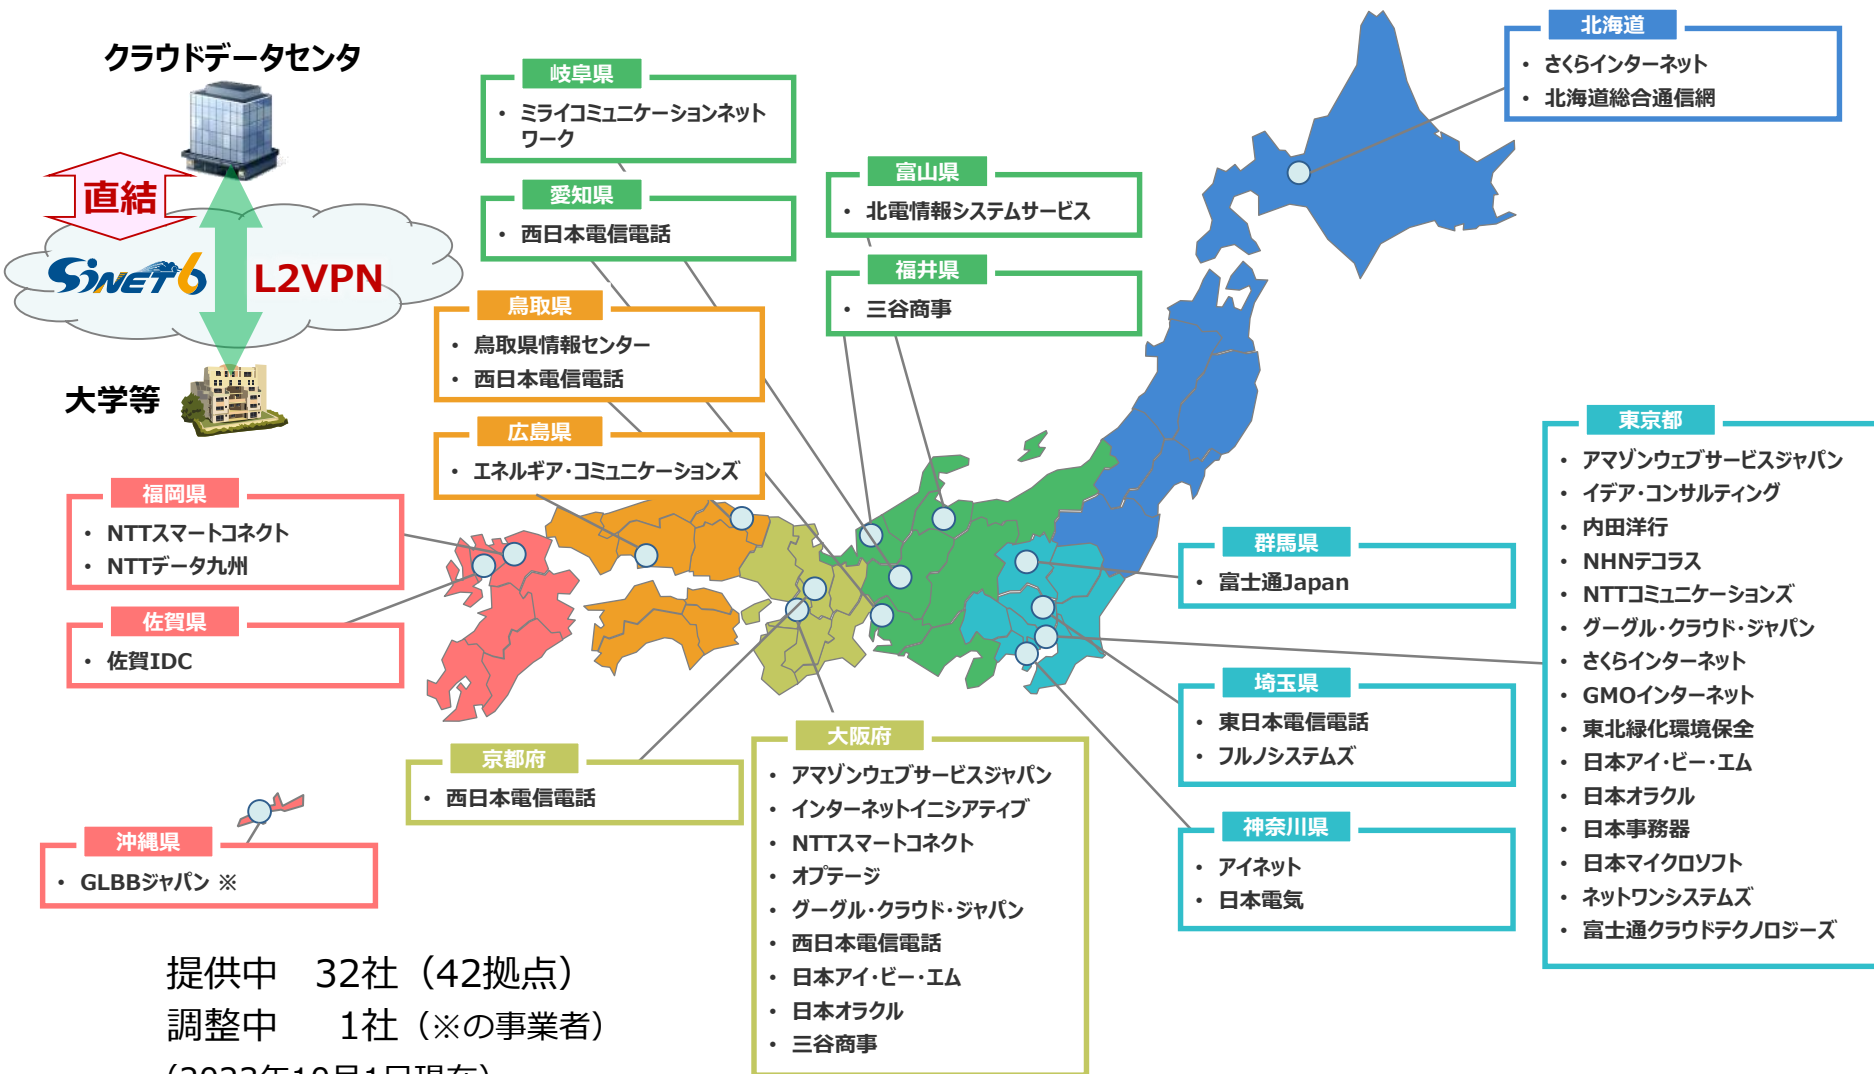 クラウドデータセンタ
直結
SINET6
L2VPN
大学等
岐阜県
• ミライコミュニケーションネット
ワーク
愛知県
• 西日本電信電話
富山県
• 北電情報システムサービス
福井県
• 三谷商事
北海道
• さくらインターネット
• 北海道総合通信網
鳥取県
• 鳥取県情報センター
• 西日本電信電話
広島県
• エネルギア・コミュニケーションズ
福岡県
• NTTスマートコネクト
• NTTデータ九州
佐賀県
• 佐賀IDC
沖縄県
• GLBBジャパン ※
京都府
• 西日本電信電話
大阪府
• アマゾンウェブサービスジャパン
• インターネットイニシアティブ
• NTTスマートコネクト
• オプテージ
• グーグル・クラウド・ジャパン
• 西日本電信電話
• 日本アイ・ビー・エム
• 日本オラクル
• 三谷商事
群馬県
• 富士通Japan
埼玉県
• 東日本電信電話
• フルノシステムズ
神奈川県
• アイネット
• 日本電気
東京都
• アマゾンウェブサービスジャパン
• イデア・コンサルティング
• 内田洋行
• NHNテコラス
• NTTコミュニケーションズ
• グーグル・クラウド・ジャパン
• さくらインターネット
• GMOインターネット
• 東北緑化環境保全
• 日本アイ・ビー・エム
• 日本オラクル
• 日本事務器
• 日本マイクロソフト
• ネットワンシステムズ
• 富士通クラウドテクノロジーズ
提供中 32社（42拠点）
調整中 1社（※の事業者）
（2023年10月1日現在）